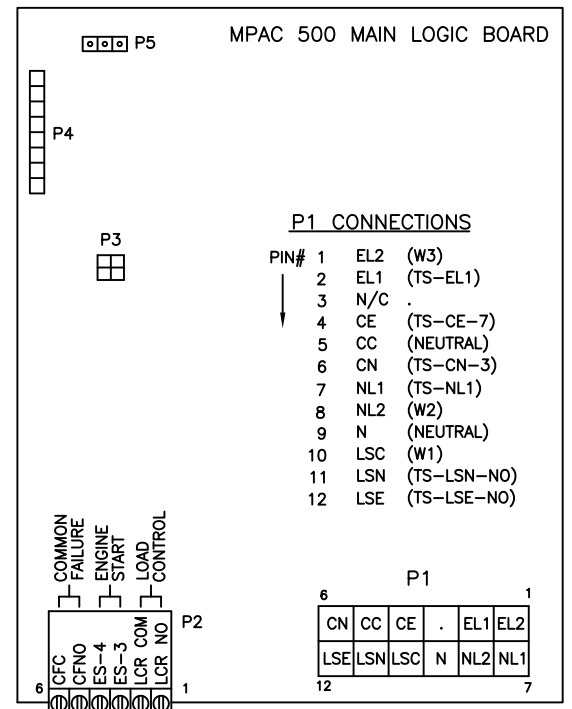 MPAC 500 MAIN LOGIC BOARD
P5
P4
P3
P1 CONNECTIONS
PIN# 1 EL2 (W3)
2 EL1 (TS-EL1)
3 N/C .
4 CE (TS-CE-7)
5 CC (NEUTRAL)
6 CN (TS-CN-3)
7 NL1 (TS-NL1)
8 NL2 (W2)
9 N (NEUTRAL)
10 LSC (W1)
11 LSN (TS-LSN-NO)
12 LSE (TS-LSE-NO)
COMMON
FAILURE
ENGINE
START
LOAD
CONTROL
P2
CFC
CFNO
ES-4
ES-3
LCR COM
LCR NO
6 1
P1
6 1
CN CC CE . EL1 EL2
LSE LSN LSC N NL2 NL1
12 7